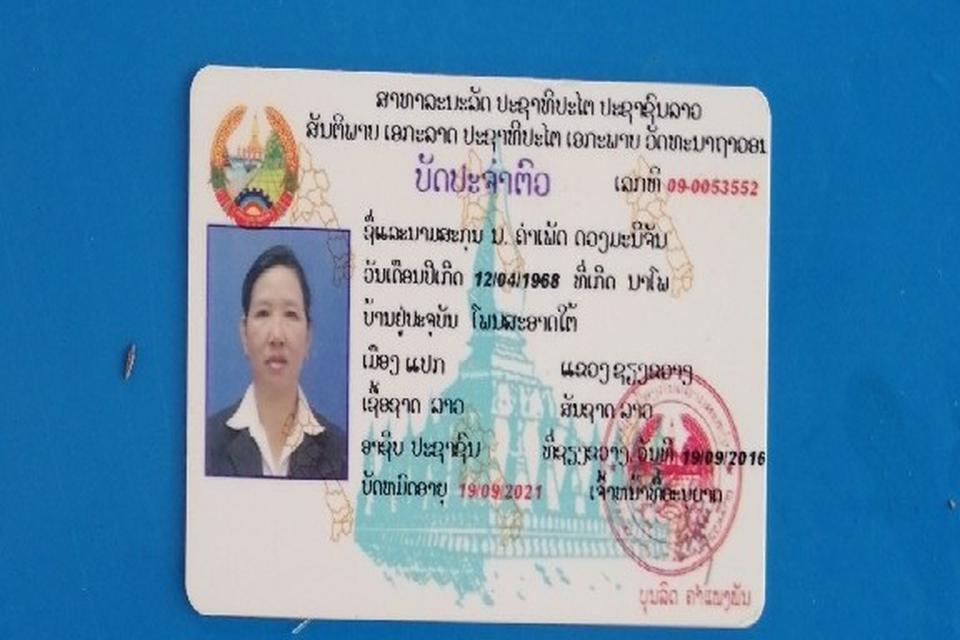 ສາທາລະນະລັດ ປະຊາທິປະໄຕ ປະຊາຊົນລາວ
ສັນຕິພາບ ເອກະລາດ ປະຊາທິປະໄຕ ເອກະພາບ ວັດທະນາຖາວອນ
ບັດປະຈຳຕົວ
ເລກທີ 09-0053552
ຊື່ແລະນາມສະກຸນ ນ. ຄຳເພັດ ດວງມະນີຈັນ
ວັນເດືອນປີເກີດ 12/04/1968 ທີ່ເກີດ ນາໂພ
ບ້ານຢູ່ປະຈຸບັນ ໂພນສະອາດໃຕ້
ເມືອງ ແປກ ແຂວງ ຊຽງຂວາງ
ເຊື້ອຊາດ ລາວ ສັນຊາດ ລາວ
ອາຊີບ ປະຊາຊົນ ທີ່ຊຽງຂວາງ, ວັນທີ 19/09/2016
ບັດຫມົດອາຍຸ 19/09/2021 ເຈົ້າຫນ້າທີ່ອະນຍາດ
ບຸນລິດ ຄຳແພງພັນ